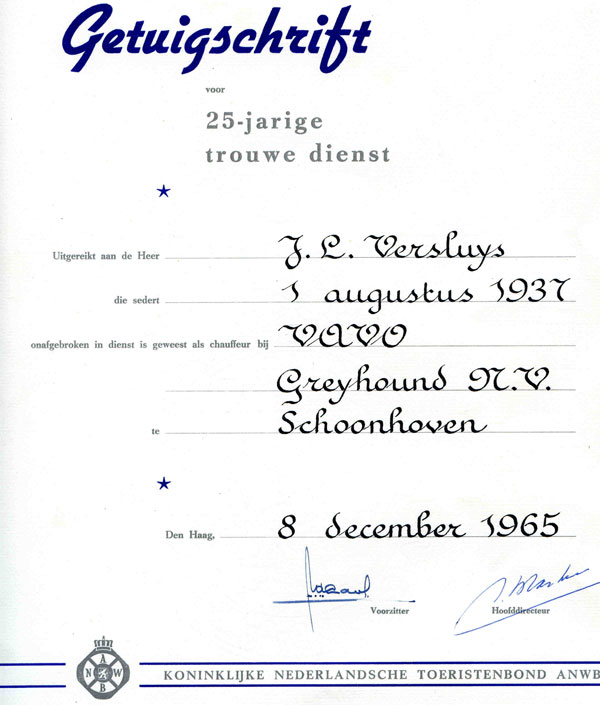 Getuigschrift
voor
25-jarige
trouwe dienst
Uitgereikt aan de Heer J. L. Versluys
die sedert 1 augustus 1937
onafgebroken in dienst is geweest als chauffeur bij VAVO
Greyhound N.V.
te Schoonhoven
Den Haag, 8 december 1965
Voorzitter Hoofddirecteur
A
N W
B
KONINKLIJKE NEDERLANDSCHE TOERISTENBOND ANWB